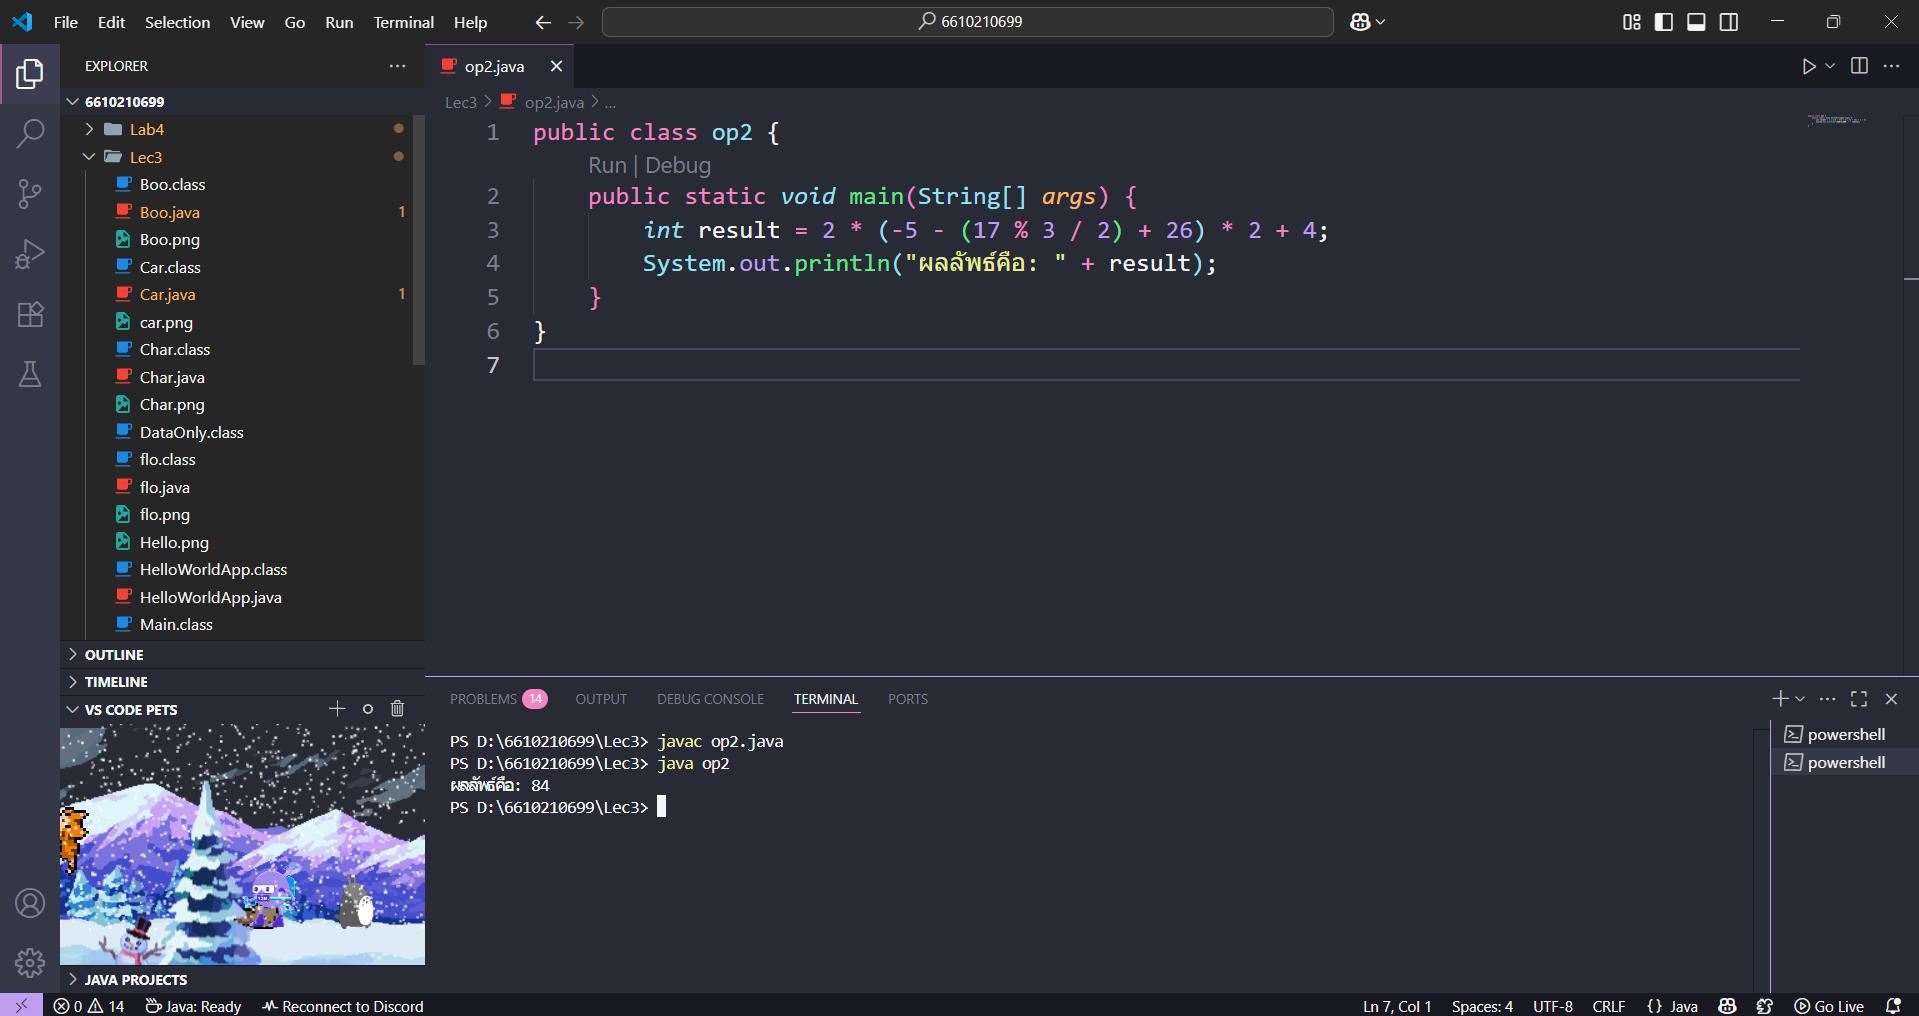 File Edit Selection View Go Run Terminal Help
6610210699
EXPLORER
6610210699
Lab4
Lec3
Boo.class
Boo.java 1
Boo.png
Car.class
Car.java 1
car.png
Char.class
Char.java
Char.png
DataOnly.class
flo.class
flo.java
flo.png
Hello.png
HelloWorldApp.class
HelloWorldApp.java
Main.class
OUTLINE
TIMELINE
VS CODE PETS
JAVA PROJECTS
op2.java
Lec3 > op2.java > ...
1 public class op2 {
Run | Debug
2 public static void main(String[] args) {
3 int result = 2 * (-5 - (17 % 3 / 2) + 26) * 2 + 4;
4 System.out.println("ผลลัพธ์คือ: " + result);
5 }
6 }
7
PROBLEMS 14 OUTPUT DEBUG CONSOLE TERMINAL PORTS
PS D:\6610210699\Lec3> javac op2.java
PS D:\6610210699\Lec3> java op2
ผลลัพธ์คือ: 84
PS D:\6610210699\Lec3>
powershell
powershell
0 14 Java: Ready Reconnect to Discord
Ln 7, Col 1 Spaces: 4 UTF-8 CRLF {} Java Go Live